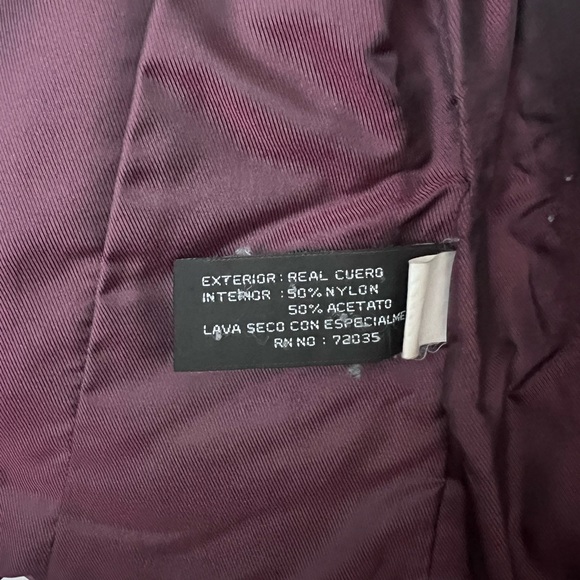 EXTERIOR: REAL CUERO
INTERIOR : 50% NYLON
50% ACETATO
LAVA SECO CON ESPECIALME
RN NO : 72035